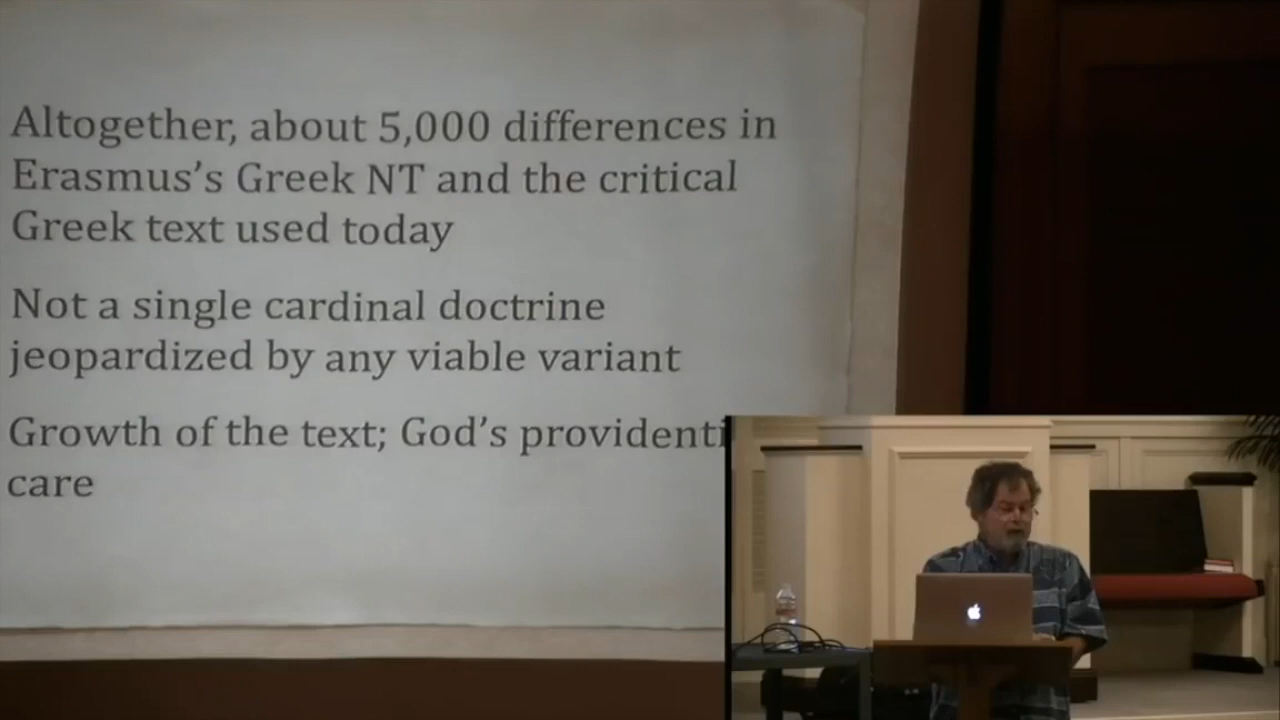 Altogether, about 5,000 differences in
Erasmus’s Greek NT and the critical
Greek text used today
Not a single cardinal doctrine
jeopardized by any viable variant
Growth of the text; God’s providenti
care